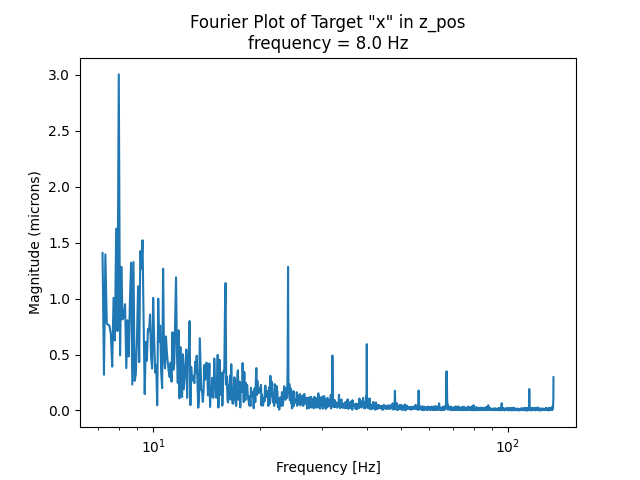 Fourier Plot of Target "x" in z_pos
frequency = 8.0 Hz
3.0
2.5
2.0
1.5
1.0
0.5
0.0
Magnitude (microns)
10¹
10²
Frequency [Hz]